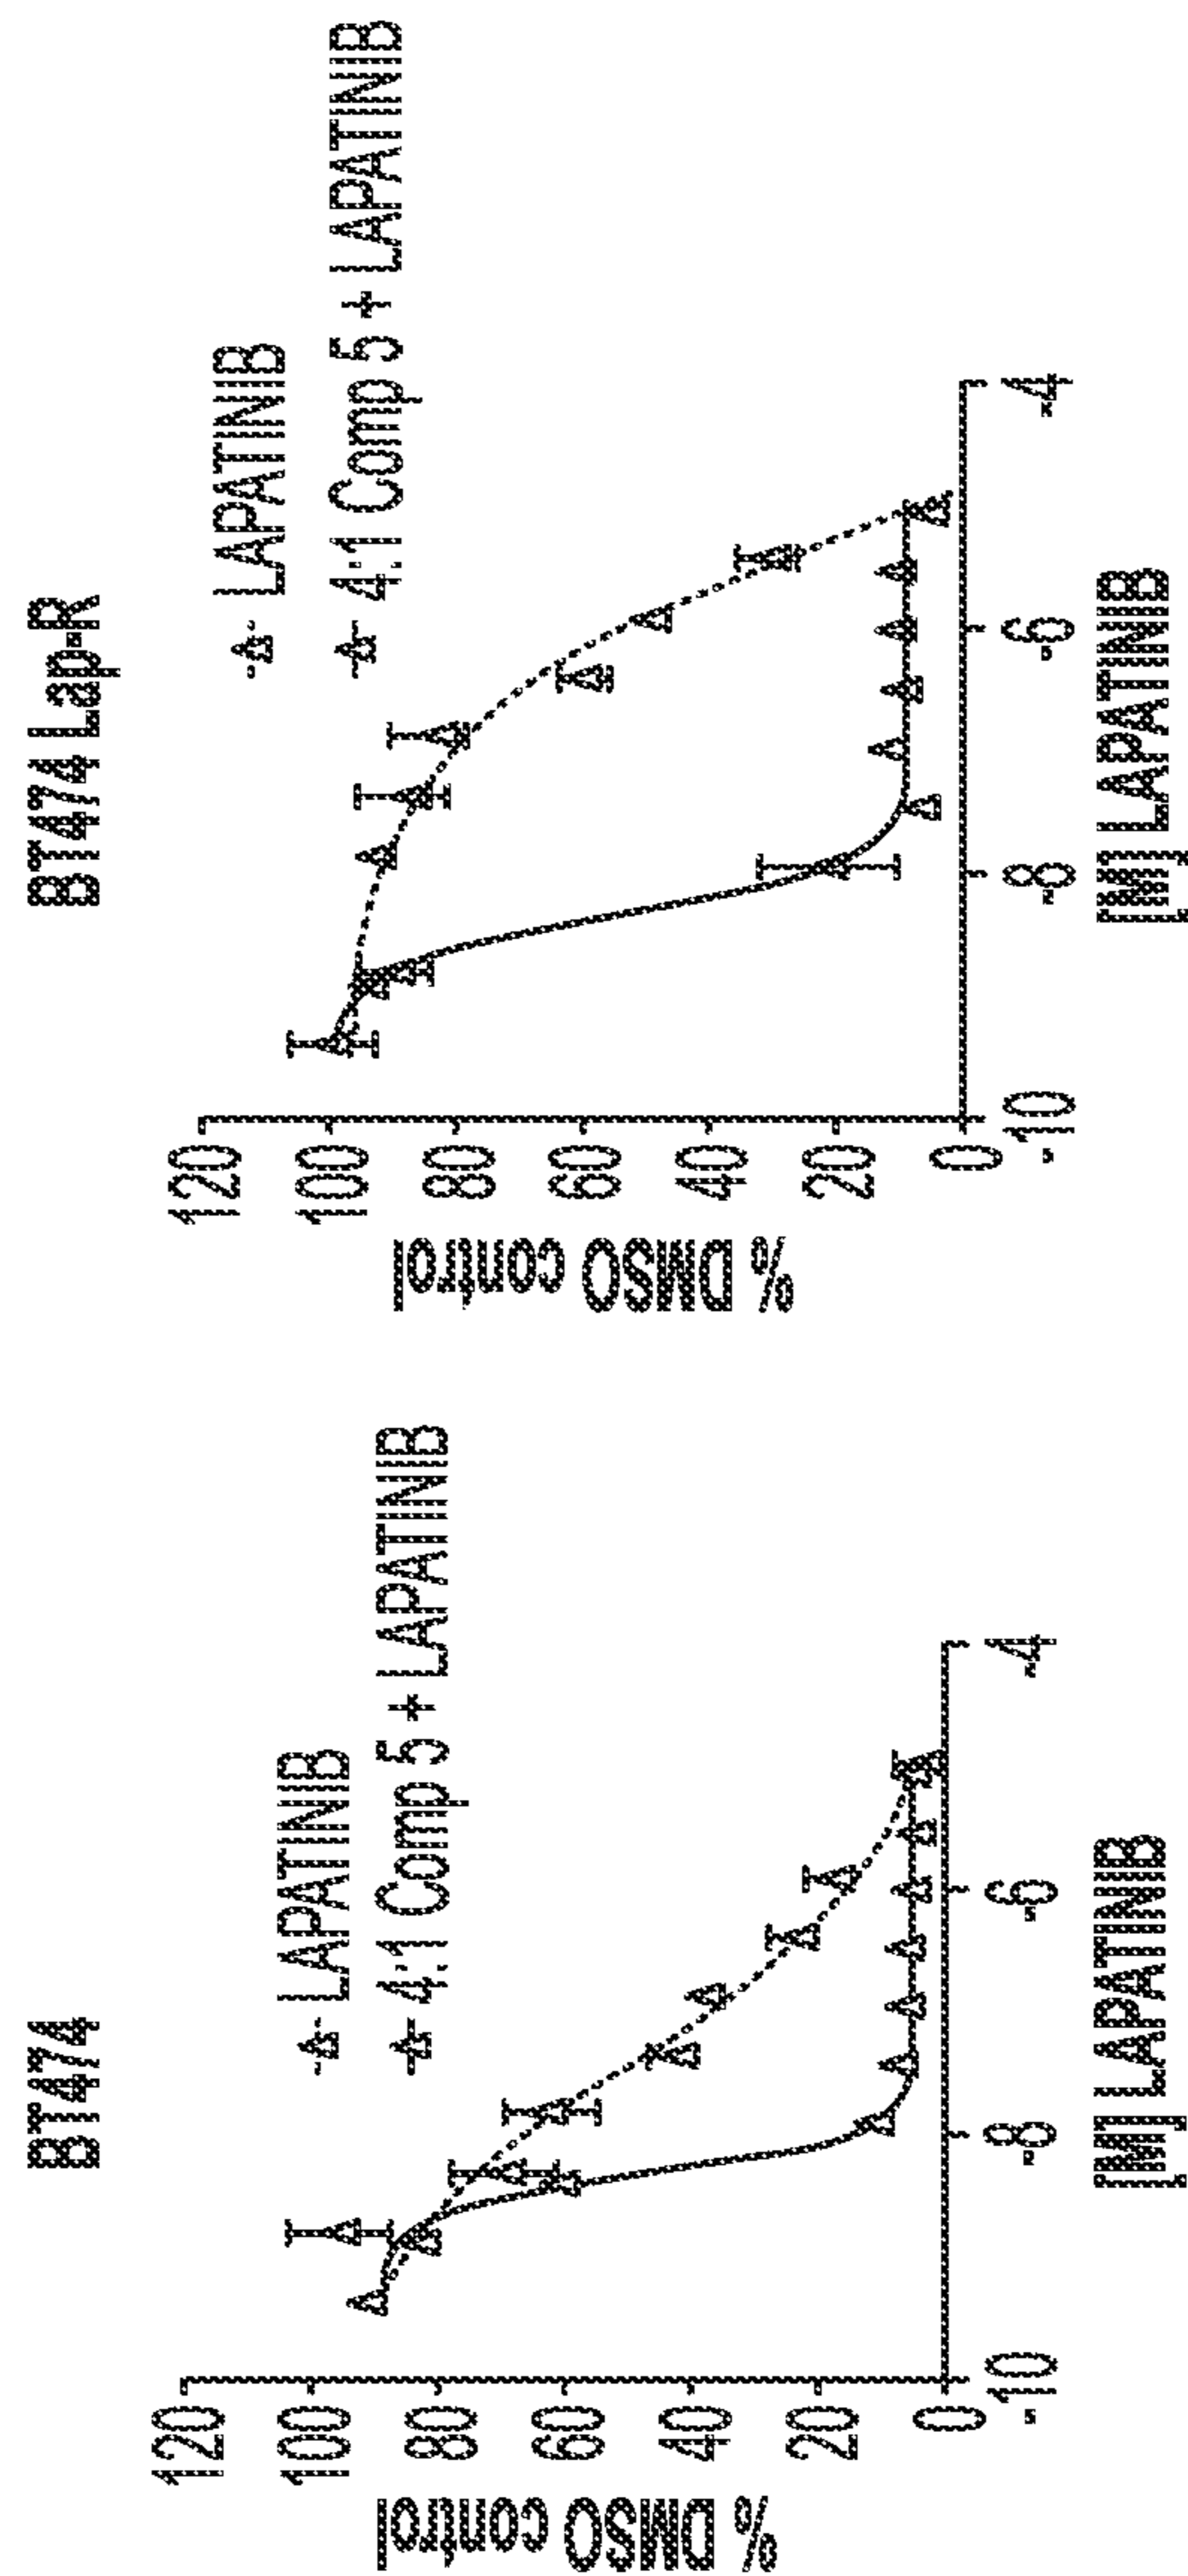 BT474
LAPATINIB
4:1 Comp 5 + LAPATINIB
% DMSO control
120
100
80
60
40
20
0
-10
-8
-6
-4
[M] LAPATINIB
BT474 Lap-R
LAPATINIB
4:1 Comp 5 + LAPATINIB
% DMSO control
120
100
80
60
40
20
0
-10
-8
-6
-4
[M] LAPATINIB